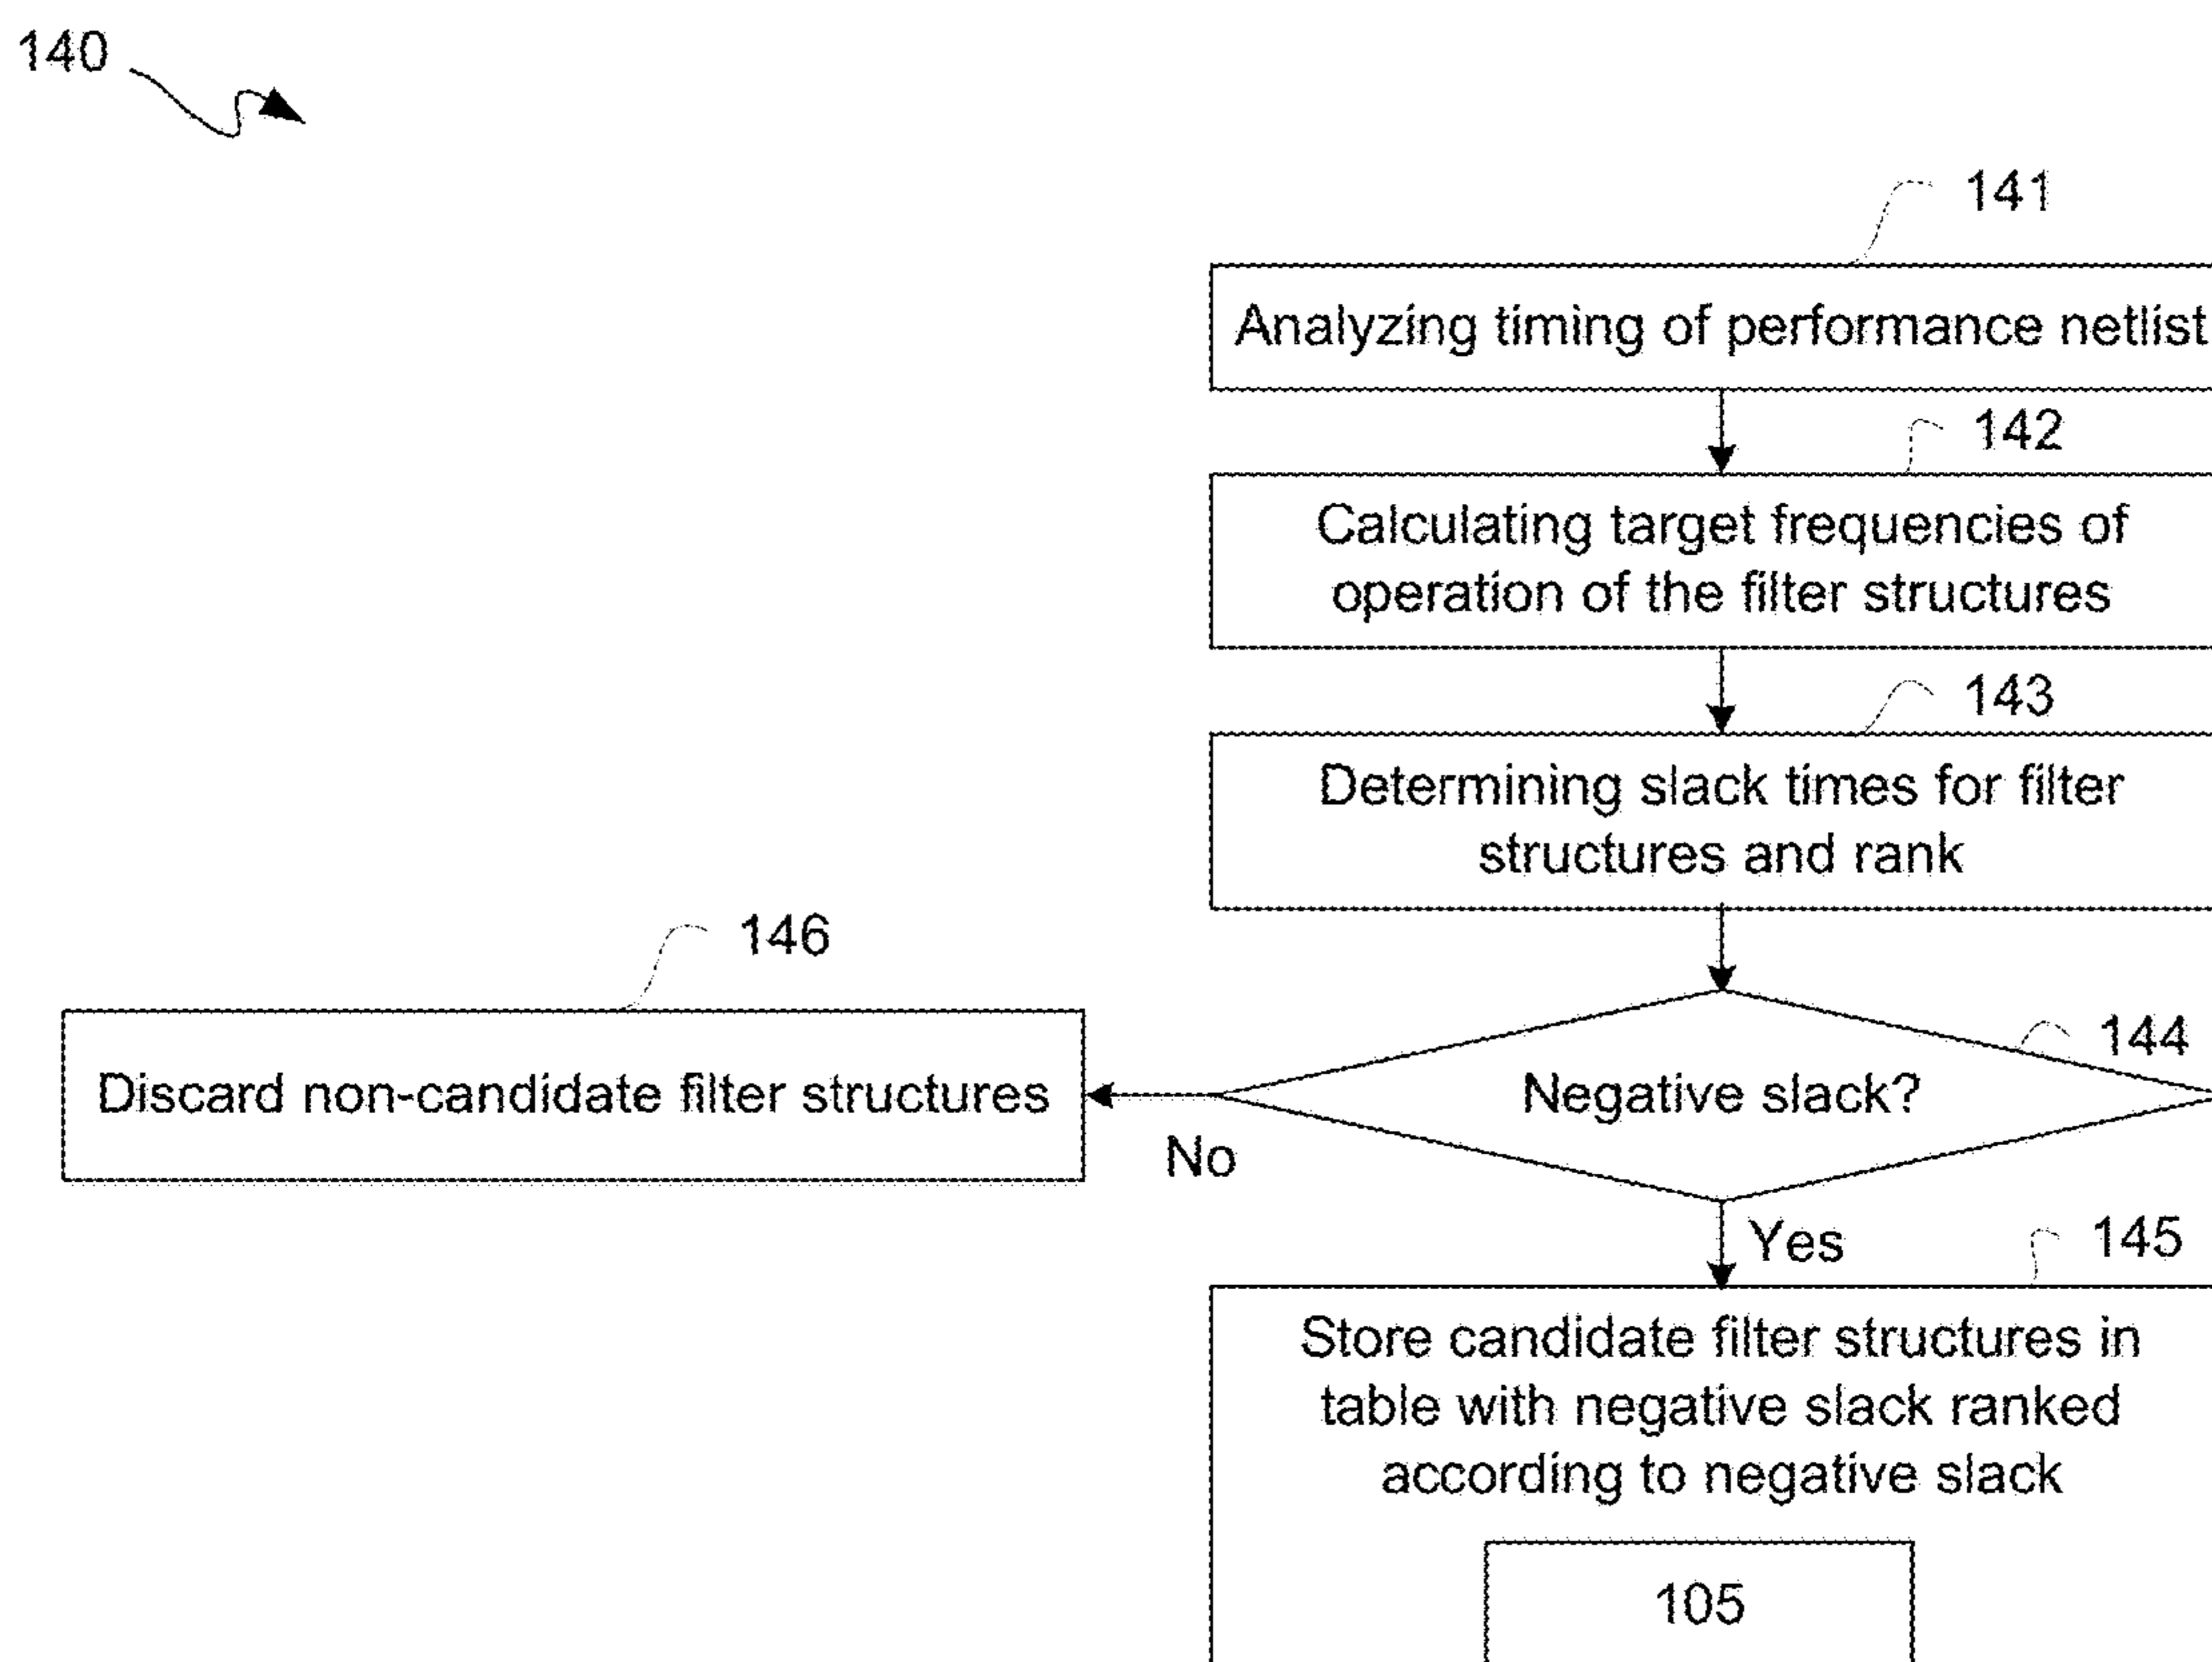 140
141
Analyzing timing of performance netlist
142
Calculating target frequencies of
operation of the filter structures
143
Determining slack times for filter
structures and rank
146
144
Discard non-candidate filter structures
Negative slack?
No
Yes
145
Store candidate filter structures in
table with negative slack ranked
according to negative slack
105